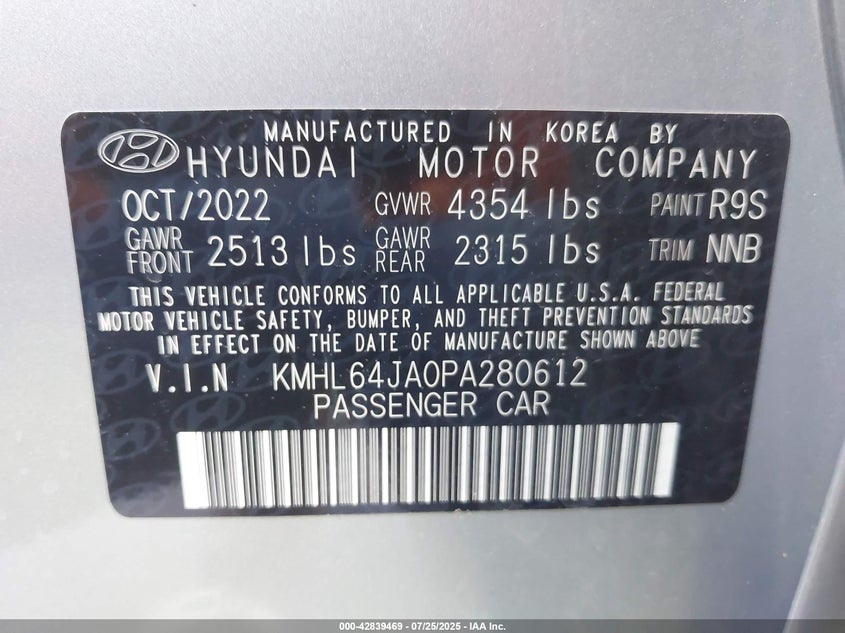 MANUFACTURED IN KOREA BY
HYUNDAI MOTOR COMPANY
OCT/2022 GVWR 4354 lbs PAINT R9S
GAWR FRONT 2513 lbs GAWR REAR 2315 lbs TRIM NNB
THIS VEHICLE CONFORMS TO ALL APPLICABLE U.S.A. FEDERAL
MOTOR VEHICLE SAFETY, BUMPER, AND THEFT PREVENTION STANDARDS
IN EFFECT ON THE DATE OF MANUFACTURE SHOWN ABOVE
V.I.N KMHL64JA0PA280612
PASSENGER CAR
000-42839469 - 07/25/2025 - IAA Inc.